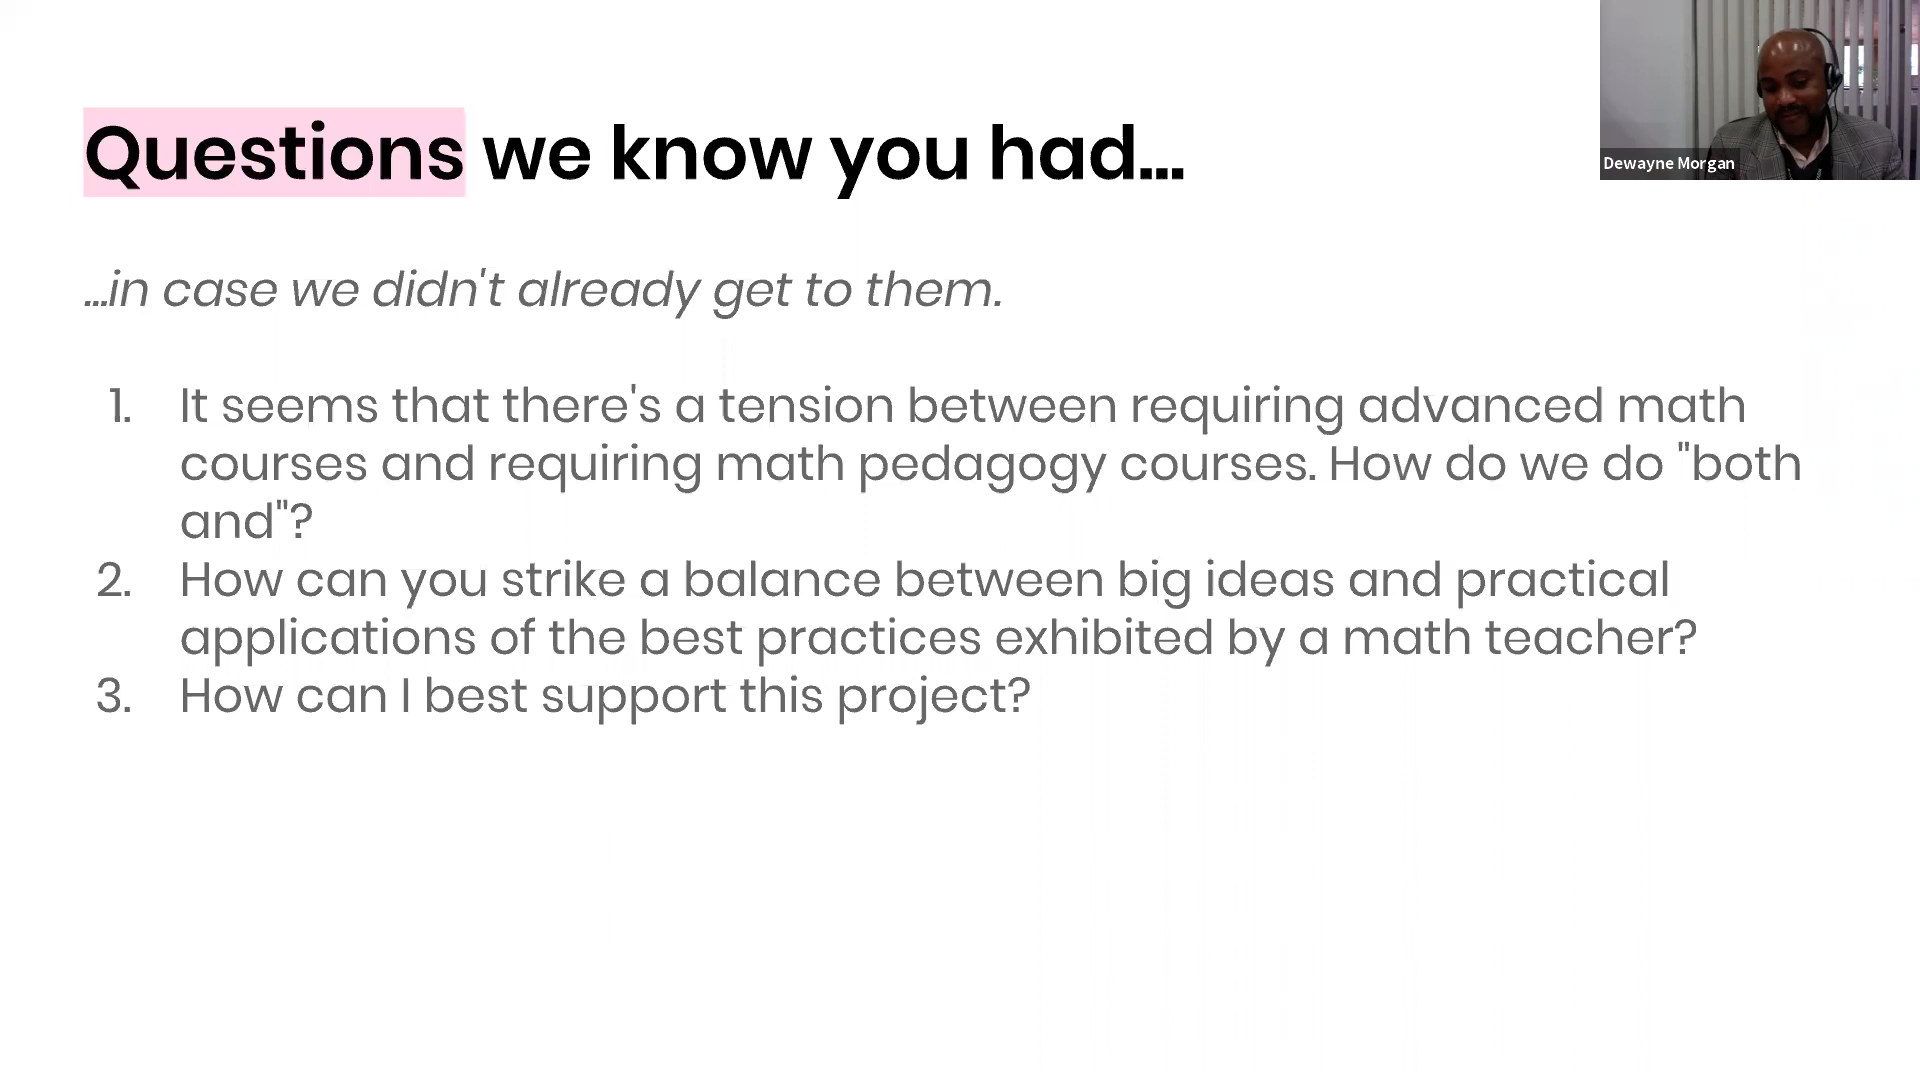 Questions we know you had...
Dewayne Morgan
...in case we didn't already get to them.
1. It seems that there's a tension between requiring advanced math
courses and requiring math pedagogy courses. How do we do "both
and"?
2. How can you strike a balance between big ideas and practical
applications of the best practices exhibited by a math teacher?
3. How can I best support this project?